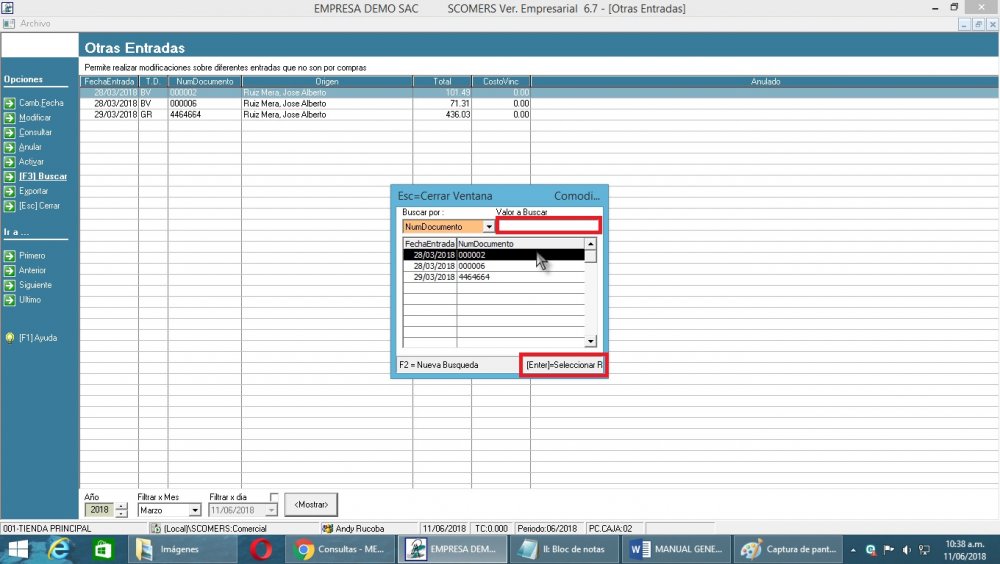 EMPRESA DEMO SAC SCOMERS Ver. Empresarial 6.7 - [Otras Entradas]
Archivo
Otras Entradas
Permite realizar modificaciones sobre diferentes entradas que no son por compras
Opciones
Camb.Fecha
Modificar
Consultar
Anular
Activar
[F3] Buscar
Exportar
[Esc] Cerrar
Ir a ...
Primero
Anterior
Siguiente
Ultimo
[F1] Ayuda
FechaEntrada T.D. NumDocumento Origen Total CostoVinc Anulado
28/03/2018 BV 000002 Ruiz Mera, Jose Alberto 101.49 0.00
28/03/2018 BV 000006 Ruiz Mera, Jose Alberto 71.31 0.00
29/03/2018 GR 4464664 Ruiz Mera, Jose Alberto 436.03 0.00
Esc=Cerrar Ventana Comodi...
Buscar por : Valor a Buscar
NumDocumento
FechaEntrada NumDocumento
28/03/2018 000002
28/03/2018 000006
29/03/2018 4464664
F2 = Nueva Busqueda [Enter]=Seleccionar R
Año Filtrar x Mes Filtrar x dia
2018 Marzo 11/06/2018 <Mostrar>
001-TIENDA PRINCIPAL (Local)\SCOMERS:Comercial Andy Rucoba 11/06/2018 TC:0.000 Periodo:06/2018 PC.CAJA:02
Imágenes Consultas - ME... EMPRESA DEM... II: Bloc de notas MANUAL GENE... Captura de pant... 10:38 a.m.
11/06/2018